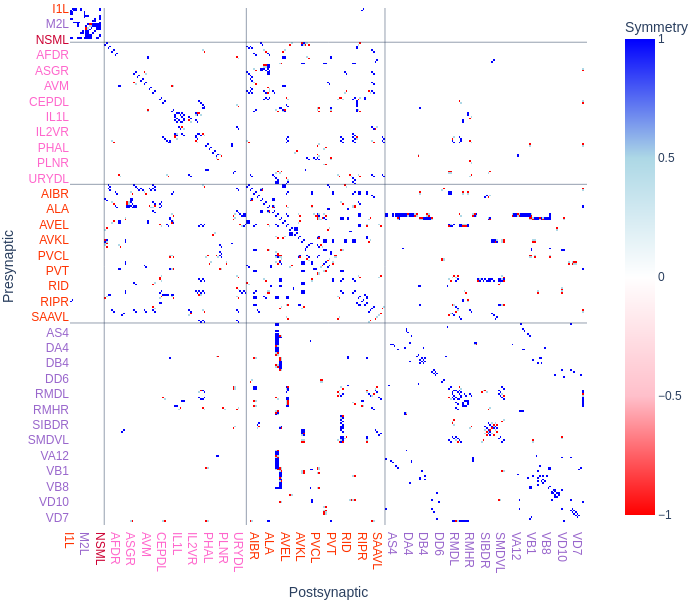 Symmetry
1
0.5
0
−0.5
−1
Presynaptic
I1L
M2L
NSML
AFDR
ASGR
AVM
CEPDL
IL1L
IL2VR
PHAL
PLNR
URYDL
AIBR
ALA
AVEL
AVKL
PVCL
PVT
RID
RIPR
SAAVL
AS4
DA4
DB4
DD6
RMDL
RMHR
SIBDR
SMDVL
VA12
VB1
VB8
VD10
VD7
I1L
M2L
NSML
AFDR
ASGR
AVM
CEPDL
IL1L
IL2VR
PHAL
PLNR
URYDL
AIBR
ALA
AVEL
AVKL
PVCL
PVT
RID
RIPR
SAAVL
AS4
DA4
DB4
DD6
RMDL
RMHR
SIBDR
SMDVL
VA12
VB1
VB8
VD10
VD7
Postsynaptic